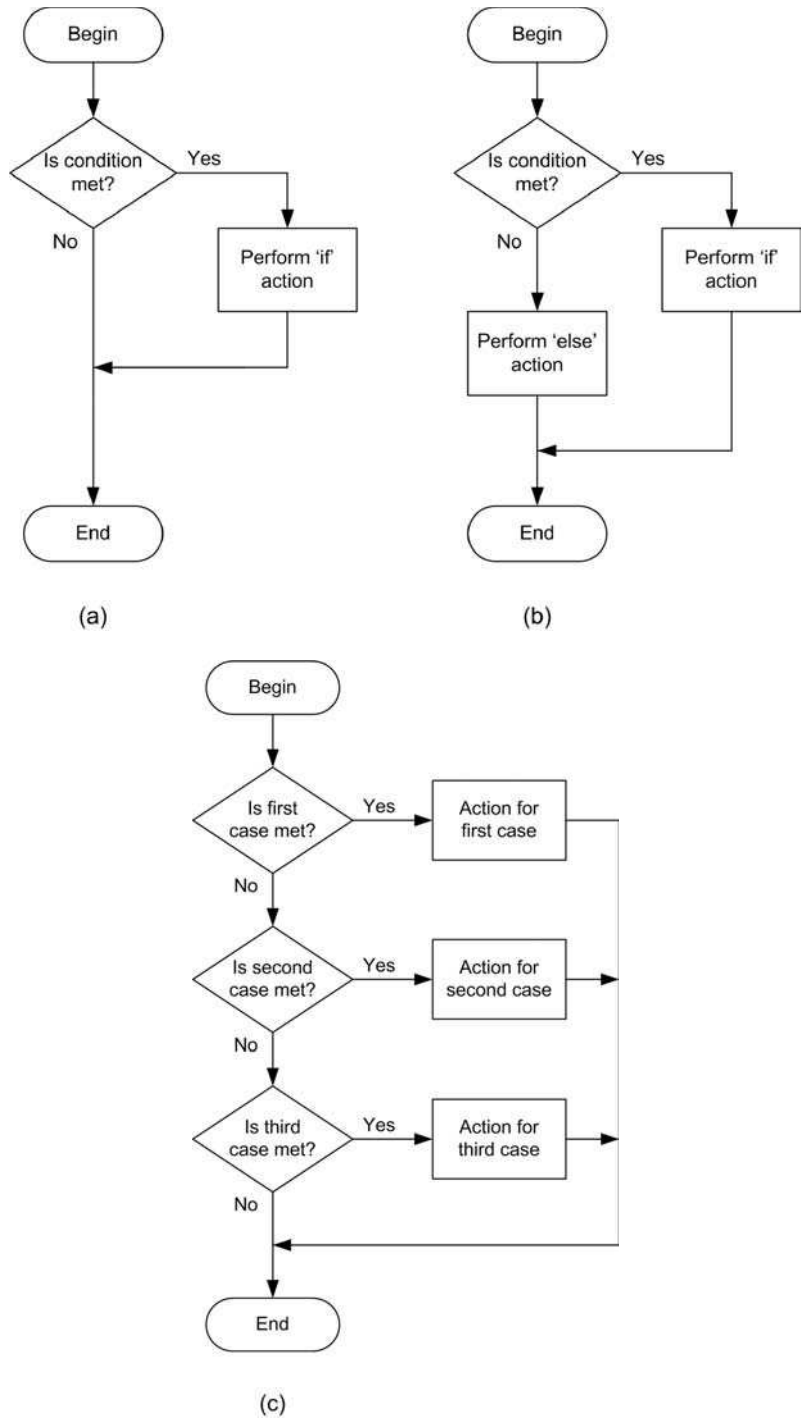 Begin
Is condition
met?
Yes
No
Perform ‘if’
action
End
(a)
Begin
Is condition
met?
Yes
No
Perform ‘if’
action
Perform ‘else’
action
End
(b)
Begin
Is first
case met?
Yes
Action for
first case
No
Is second
case met?
Yes
Action for
second case
No
Is third
case met?
Yes
Action for
third case
No
End
(c)